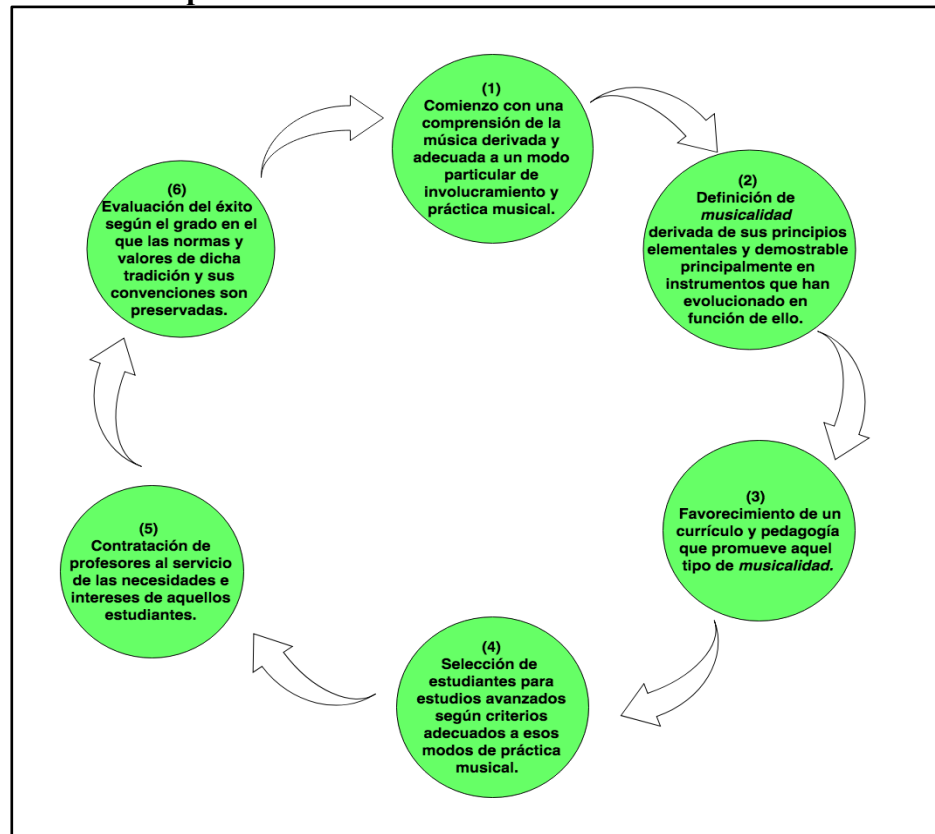 (1)
Comienzo con una
comprensión de la
música derivada y
adecuada a un modo
particular de
involucramiento y
práctica musical.
(2)
Definición de
musicalidad
derivada de sus principios
elementales y demostrable
principalmente en
instrumentos que han
evolucionado en
función de ello.
(3)
Favorecimiento de un
currículo y pedagogía
que promueve aquel
tipo de musicalidad.
(4)
Selección de
estudiantes para
estudios avanzados
según criterios
adecuados a esos
modos de práctica
musical.
(5)
Contratación de
profesores al servicio
de las necesidades e
intereses de aquellos
estudiantes.
(6)
Evaluación del éxito
según el grado en el
que las normas y
valores de dicha
tradición y sus
convenciones son
preservadas.